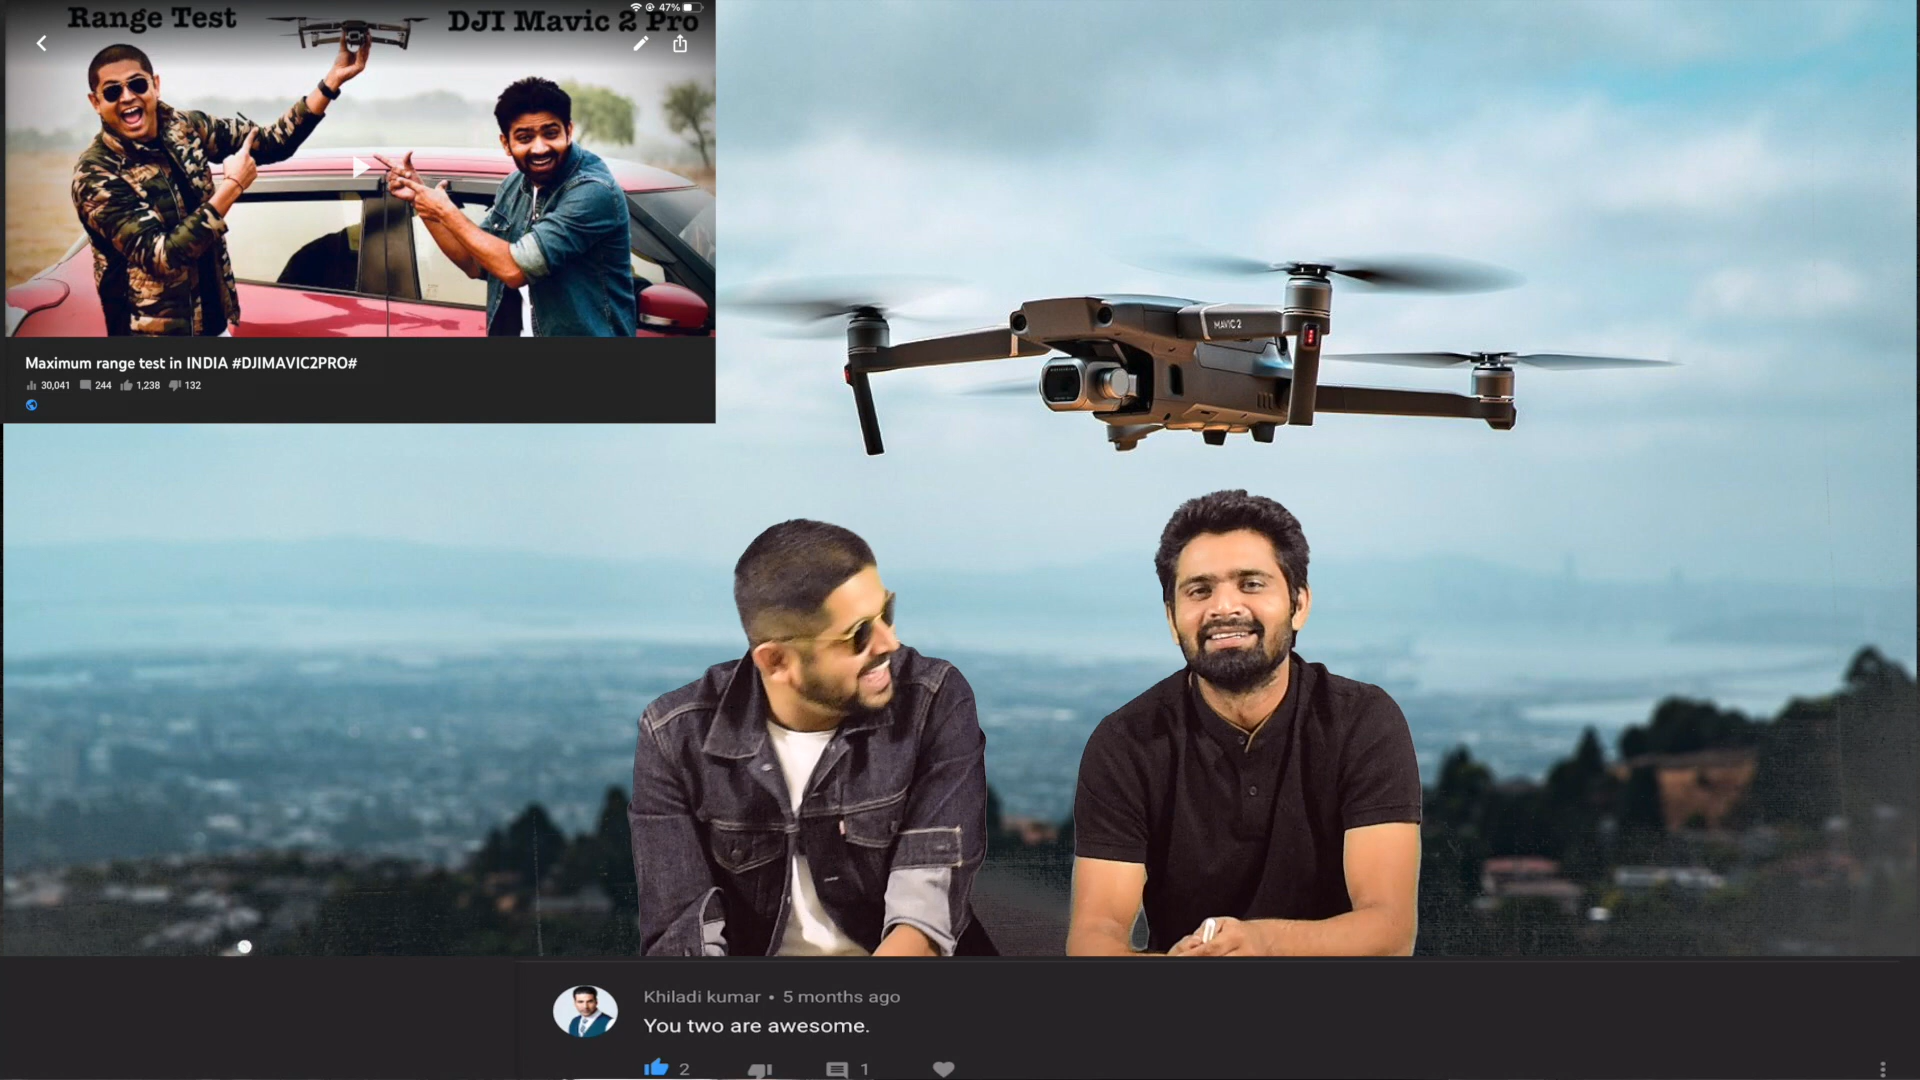 Range Test
DJI Mavic 2 Pro
47%
Maximum range test in INDIA #DJIMAVIC2PRO#
30,041 244 1,238 132
MAVIC 2
Khiladi kumar • 5 months ago
You two are awesome.
2 1